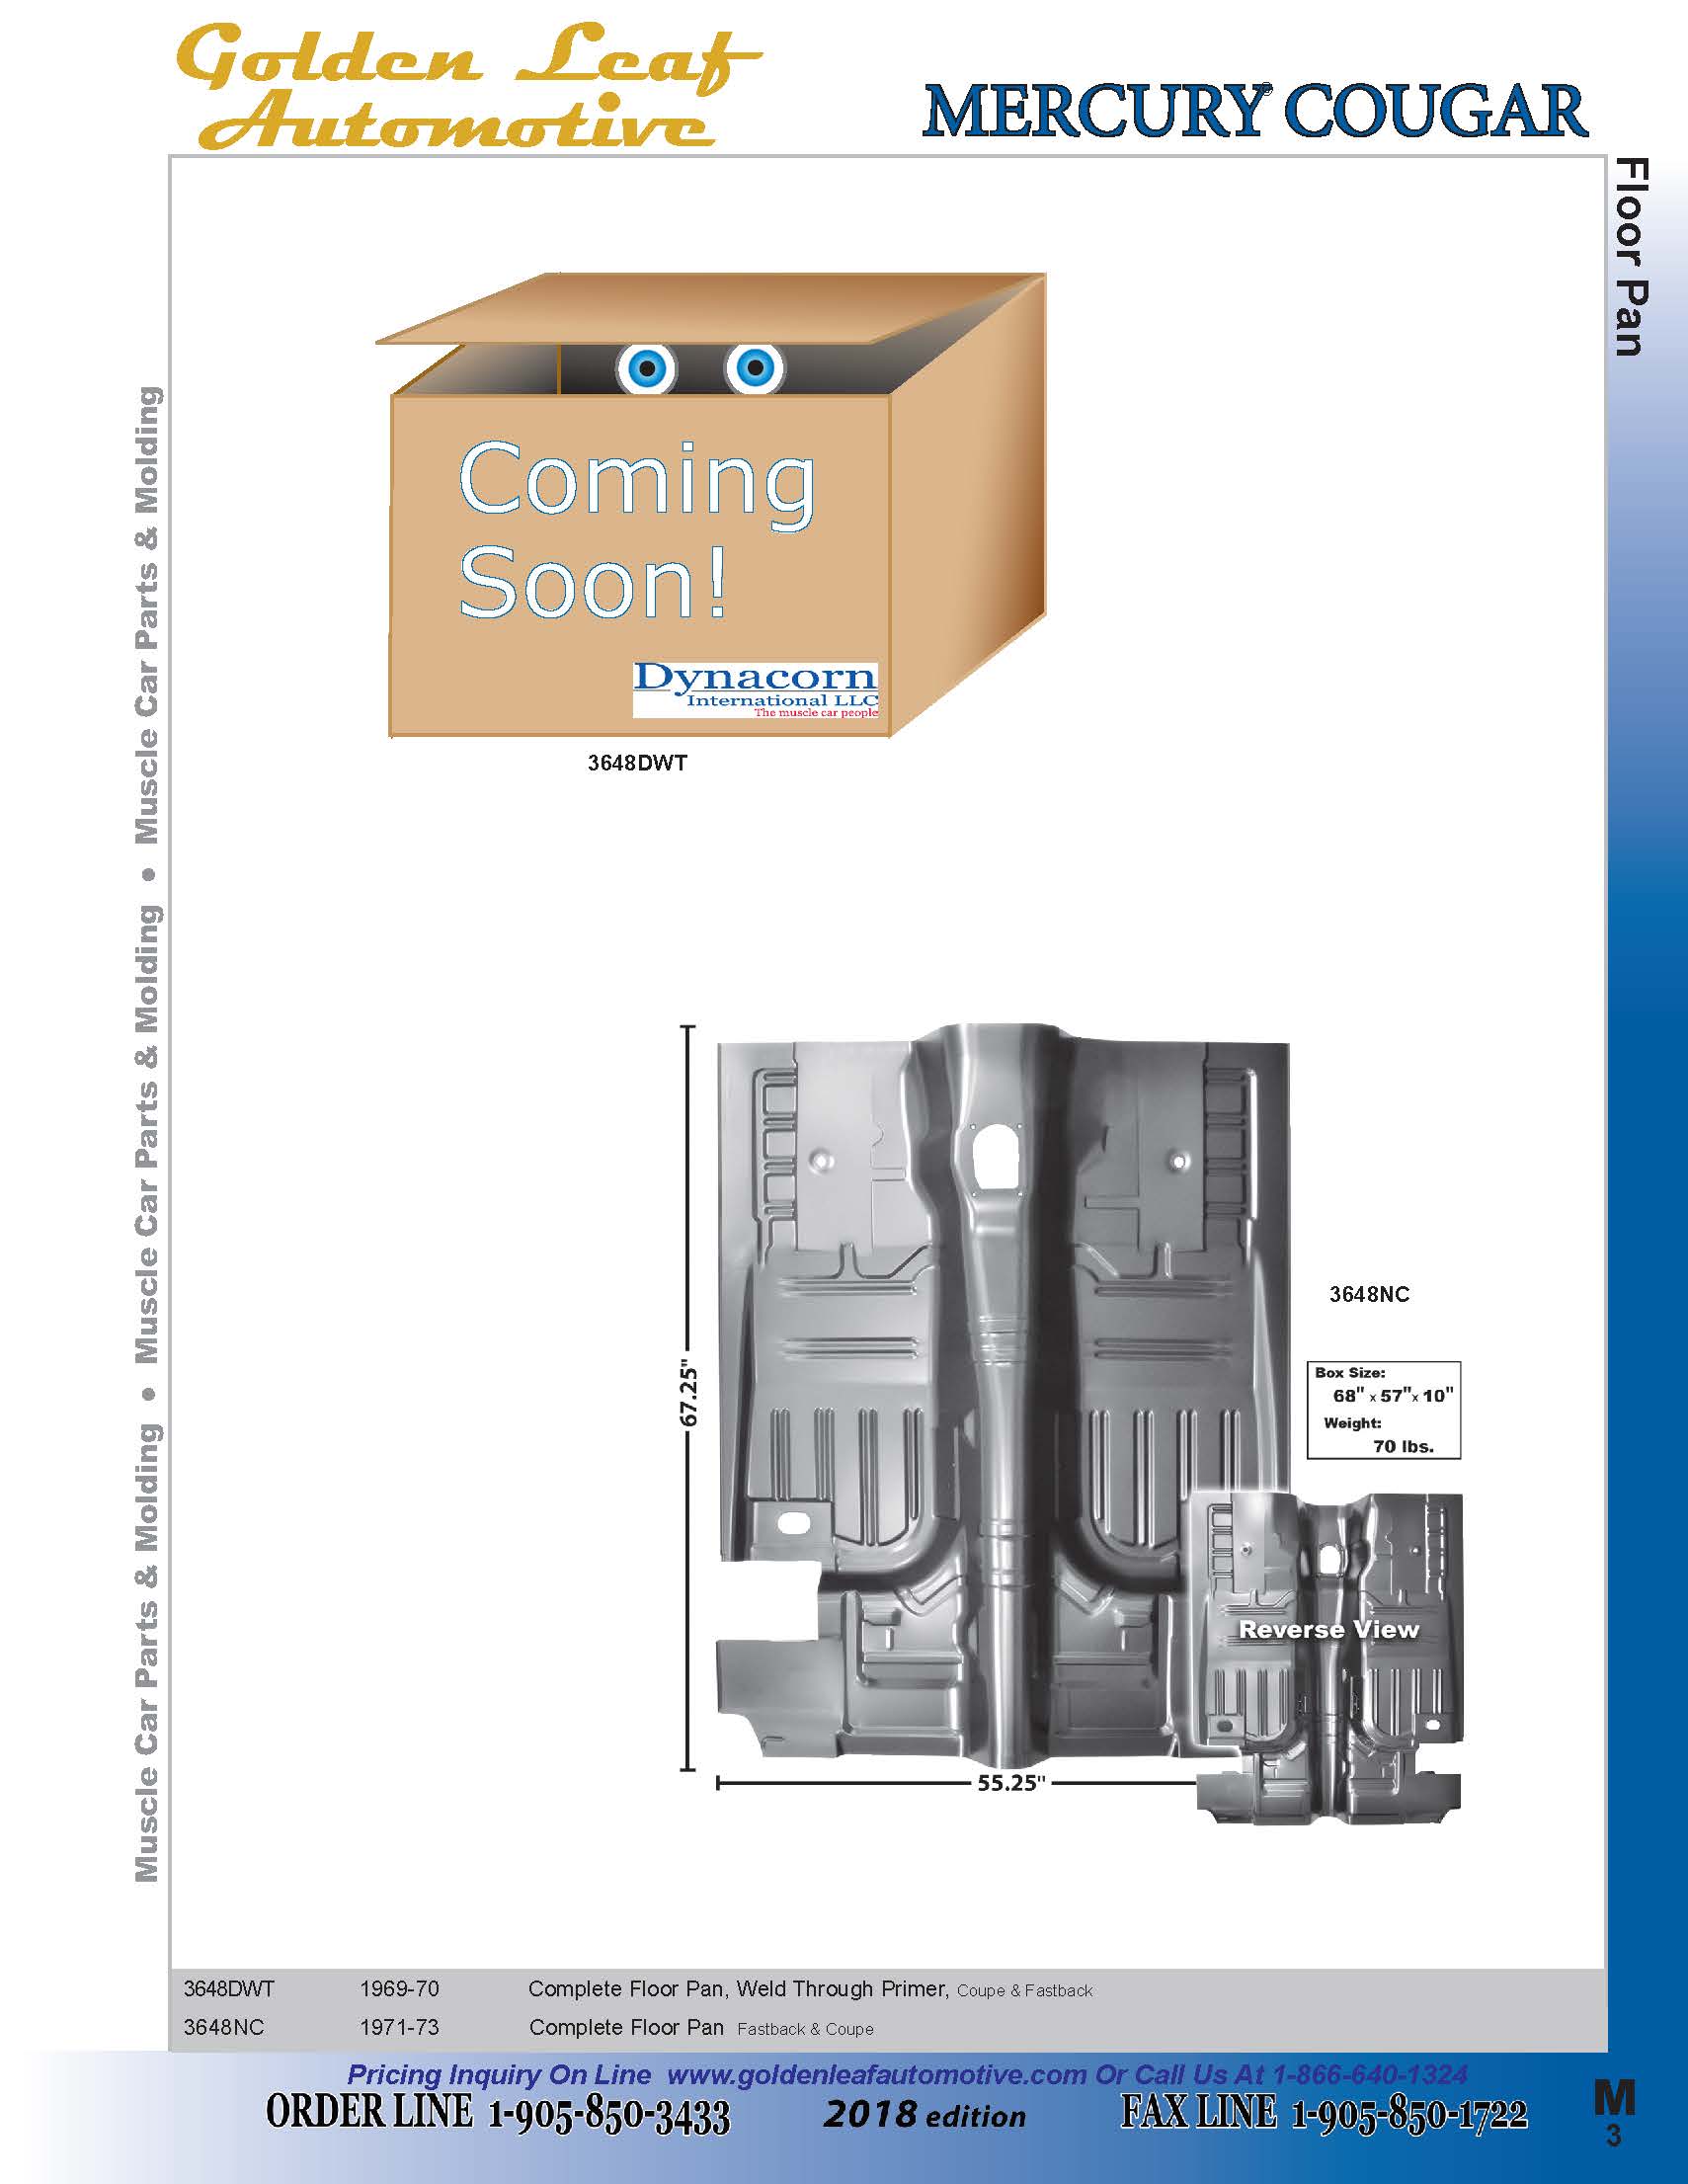 Golden Leaf
Automotive
MERCURY® COUGAR
Floor Pan
Muscle Car Parts & Molding • Muscle Car Parts & Molding • Muscle Car Parts & Molding
Coming
Soon!
Dynacorn
International LLC
The muscle car people
3648DWT
67.25"
3648NC
Box Size:
68" x 57"x 10"
Weight:
70 lbs.
Reverse View
55.25"
3648DWT 1969-70 Complete Floor Pan, Weld Through Primer, Coupe & Fastback
3648NC 1971-73 Complete Floor Pan Fastback & Coupe
Pricing Inquiry On Line www.goldenleafautomotive.com Or Call Us At 1-866-640-1324
ORDER LINE 1-905-850-3433 2018 edition FAX LINE 1-905-850-1722
M
3